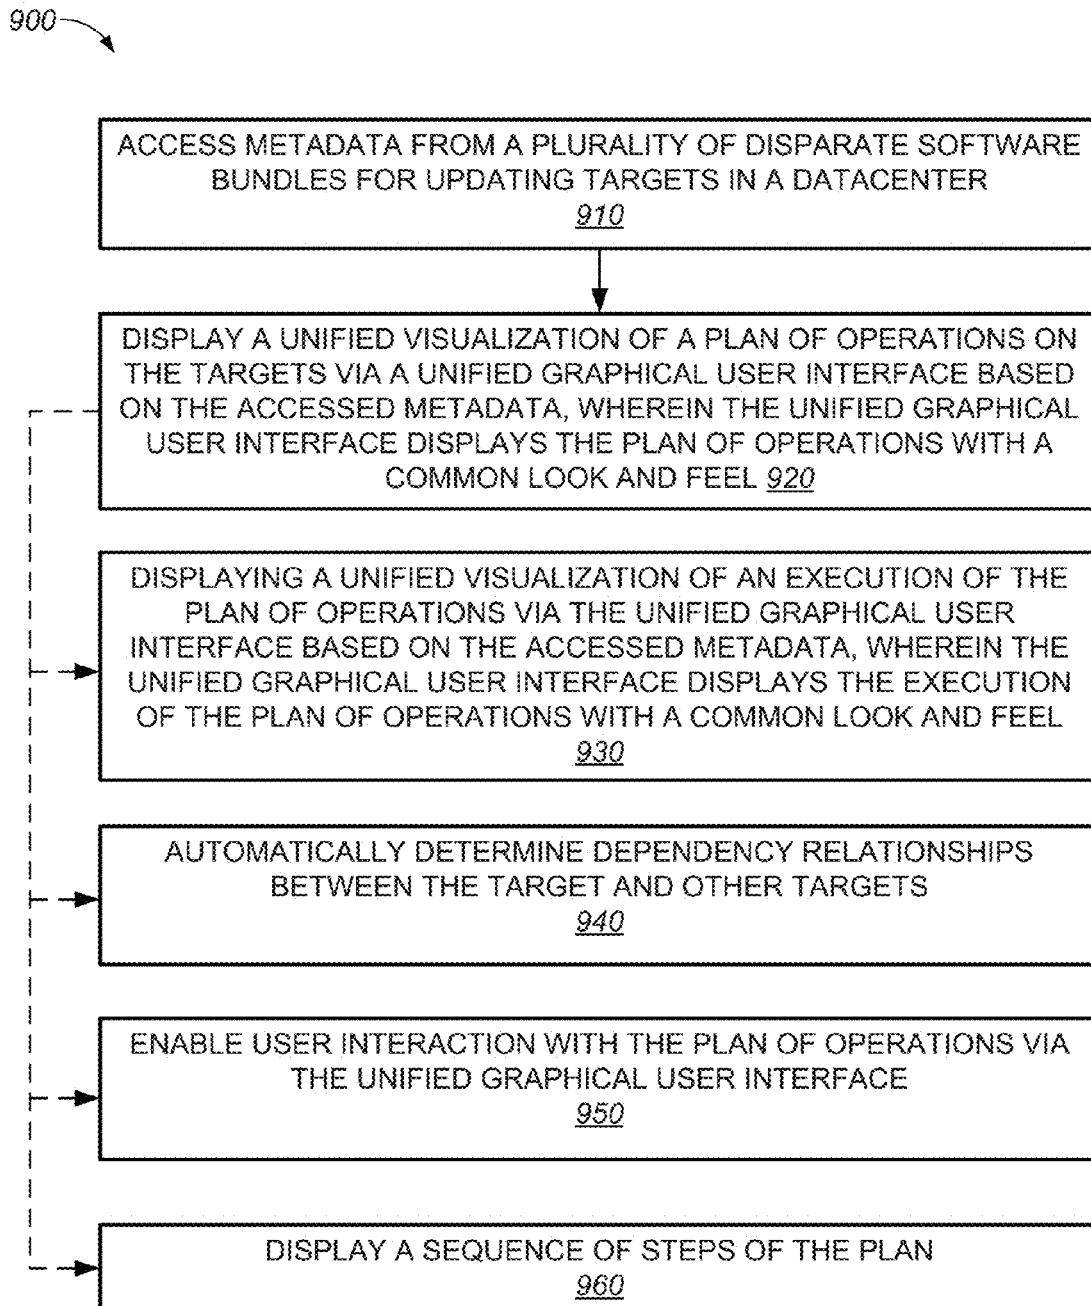 900
ACCESS METADATA FROM A PLURALITY OF DISPARATE SOFTWARE
BUNDLES FOR UPDATING TARGETS IN A DATACENTER
910
DISPLAY A UNIFIED VISUALIZATION OF A PLAN OF OPERATIONS ON
THE TARGETS VIA A UNIFIED GRAPHICAL USER INTERFACE BASED
ON THE ACCESSED METADATA, WHEREIN THE UNIFIED GRAPHICAL
USER INTERFACE DISPLAYS THE PLAN OF OPERATIONS WITH A
COMMON LOOK AND FEEL 920
DISPLAYING A UNIFIED VISUALIZATION OF AN EXECUTION OF THE
PLAN OF OPERATIONS VIA THE UNIFIED GRAPHICAL USER
INTERFACE BASED ON THE ACCESSED METADATA, WHEREIN THE
UNIFIED GRAPHICAL USER INTERFACE DISPLAYS THE EXECUTION
OF THE PLAN OF OPERATIONS WITH A COMMON LOOK AND FEEL
930
AUTOMATICALLY DETERMINE DEPENDENCY RELATIONSHIPS
BETWEEN THE TARGET AND OTHER TARGETS
940
ENABLE USER INTERACTION WITH THE PLAN OF OPERATIONS VIA
THE UNIFIED GRAPHICAL USER INTERFACE
950
DISPLAY A SEQUENCE OF STEPS OF THE PLAN
960